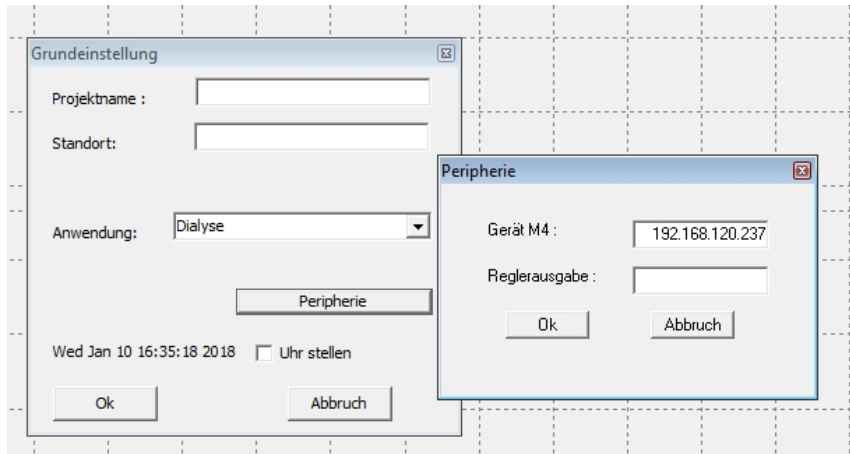 Grundeinstellung
Projektname :
Standort:
Anwendung: Dialyse
Peripherie
Wed Jan 10 16:35:18 2018 Uhr stellen
Ok Abbruch
Peripherie
Gerät M4 : 192.168.120.237
Reglerausgabe :
Ok Abbruch